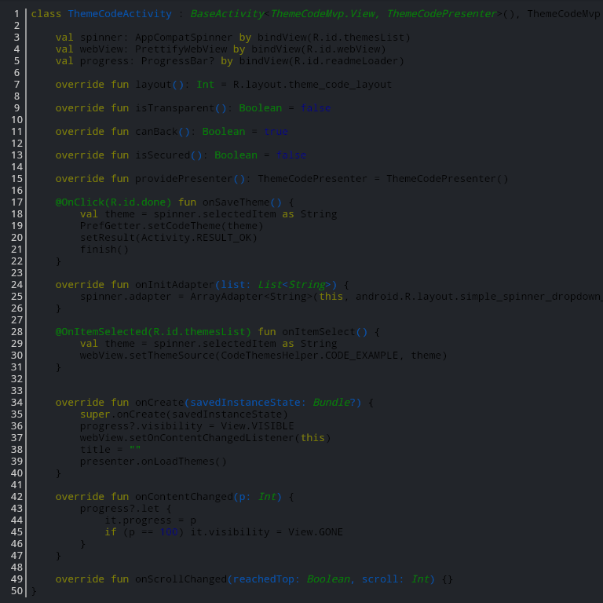 1 class ThemeCodeActivity : BaseActivity<ThemeCodeMvp.View, ThemeCodePresenter>(), ThemeCodeMvp
2
3 val spinner: AppCompatSpinner by bindView(R.id.themesList)
4 val webView: PrettifyWebView by bindView(R.id.webView)
5 val progress: ProgressBar? by bindView(R.id.readmeLoader)
6
7 override fun layout(): Int = R.layout.theme_code_layout
8
9 override fun isTransparent(): Boolean = false
10
11 override fun canBack(): Boolean = true
12
13 override fun isSecured(): Boolean = false
14
15 override fun providePresenter(): ThemeCodePresenter = ThemeCodePresenter()
16
17 @OnClick(R.id.done) fun onSaveTheme() {
18 val theme = spinner.selectedItem as String
19 PrefGetter.setCodeTheme(theme)
20 setResult(Activity.RESULT_OK)
21 finish()
22 }
23
24 override fun onInitAdapter(list: List<String>) {
25 spinner.adapter = ArrayAdapter<String>(this, android.R.layout.simple_spinner_dropdown_
26 }
27
28 @OnItemSelected(R.id.themesList) fun onItemSelect() {
29 val theme = spinner.selectedItem as String
30 webView.setThemeSource(CodeThemesHelper.CODE_EXAMPLE, theme)
31 }
32
33
34 override fun onCreate(savedInstanceState: Bundle?) {
35 super.onCreate(savedInstanceState)
36 progress?.visibility = View.VISIBLE
37 webView.setOnContentChangedListener(this)
38 title = ""
39 presenter.onLoadThemes()
40 }
41
42 override fun onContentChanged(p: Int) {
43 progress?.let {
44 it.progress = p
45 if (p == 100) it.visibility = View.GONE
46 }
47 }
48
49 override fun onScrollChanged(reachedTop: Boolean, scroll: Int) {}
50 }